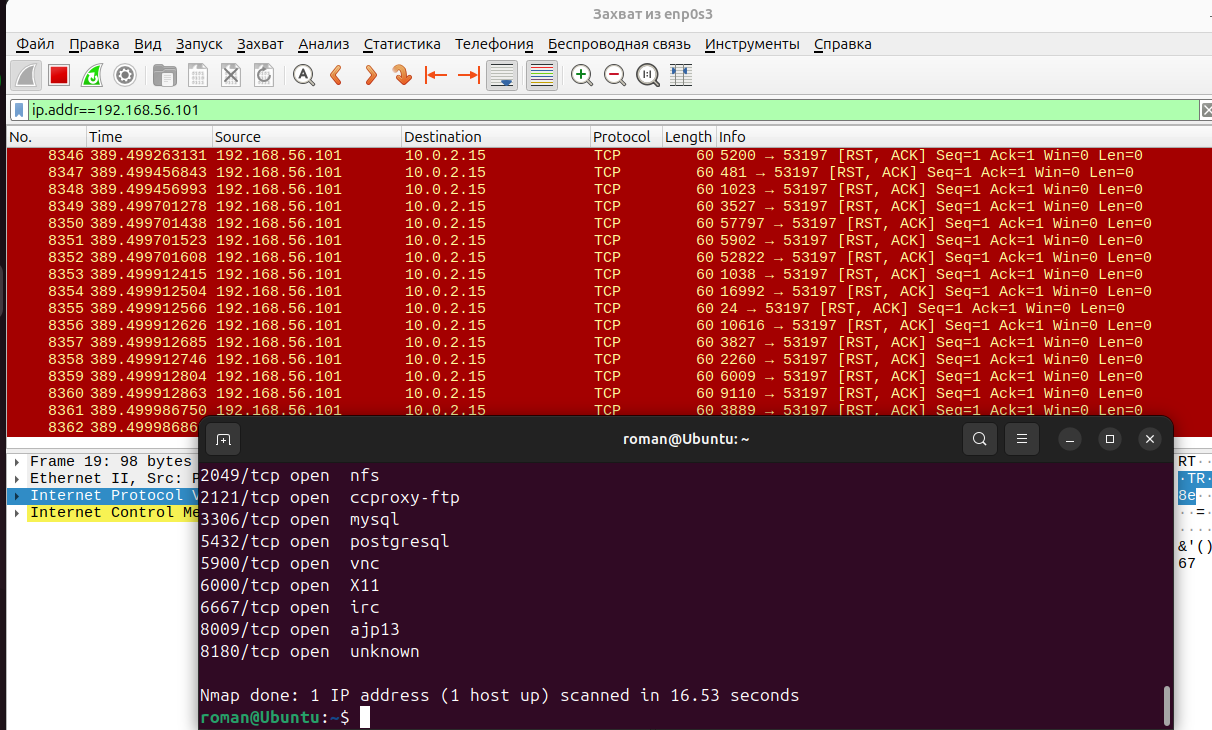 Захват из enp0s3
Файл Правка Вид Запуск Захват Анализ Статистика Телефония Беспроводная связь Инструменты Справка
ip.addr==192.168.56.101
No. Time Source Destination Protocol Length Info
8346 389.499263131 192.168.56.101 10.0.2.15 TCP 60 5200 → 53197 [RST, ACK] Seq=1 Ack=1 Win=0 Len=0
8347 389.499456843 192.168.56.101 10.0.2.15 TCP 60 481 → 53197 [RST, ACK] Seq=1 Ack=1 Win=0 Len=0
8348 389.499456993 192.168.56.101 10.0.2.15 TCP 60 1023 → 53197 [RST, ACK] Seq=1 Ack=1 Win=0 Len=0
8349 389.499701278 192.168.56.101 10.0.2.15 TCP 60 3527 → 53197 [RST, ACK] Seq=1 Ack=1 Win=0 Len=0
8350 389.499701438 192.168.56.101 10.0.2.15 TCP 60 57797 → 53197 [RST, ACK] Seq=1 Ack=1 Win=0 Len=0
8351 389.499701523 192.168.56.101 10.0.2.15 TCP 60 5902 → 53197 [RST, ACK] Seq=1 Ack=1 Win=0 Len=0
8352 389.499701608 192.168.56.101 10.0.2.15 TCP 60 52822 → 53197 [RST, ACK] Seq=1 Ack=1 Win=0 Len=0
8353 389.499912415 192.168.56.101 10.0.2.15 TCP 60 1038 → 53197 [RST, ACK] Seq=1 Ack=1 Win=0 Len=0
8354 389.499912504 192.168.56.101 10.0.2.15 TCP 60 16992 → 53197 [RST, ACK] Seq=1 Ack=1 Win=0 Len=0
8355 389.499912566 192.168.56.101 10.0.2.15 TCP 60 24 → 53197 [RST, ACK] Seq=1 Ack=1 Win=0 Len=0
8356 389.499912626 192.168.56.101 10.0.2.15 TCP 60 10616 → 53197 [RST, ACK] Seq=1 Ack=1 Win=0 Len=0
8357 389.499912685 192.168.56.101 10.0.2.15 TCP 60 3827 → 53197 [RST, ACK] Seq=1 Ack=1 Win=0 Len=0
8358 389.499912746 192.168.56.101 10.0.2.15 TCP 60 2260 → 53197 [RST, ACK] Seq=1 Ack=1 Win=0 Len=0
8359 389.499912804 192.168.56.101 10.0.2.15 TCP 60 6009 → 53197 [RST, ACK] Seq=1 Ack=1 Win=0 Len=0
8360 389.499912863 192.168.56.101 10.0.2.15 TCP 60 9110 → 53197 [RST, ACK] Seq=1 Ack=1 Win=0 Len=0
8361 389.499986750 192.168.56.101 10.0.2.15 TCP 60 3889 → 53197 [RST, ACK] Seq=1 Ack=1 Win=0 Len=0
8362 389.49998686
Frame 19: 98 bytes
Ethernet II, Src:
Internet Protocol
Internet Control Me
RT··
·TR·
8e··
··=·
····
&'()
67
roman@Ubuntu: ~
2049/tcp open nfs
2121/tcp open ccproxy-ftp
3306/tcp open mysql
5432/tcp open postgresql
5900/tcp open vnc
6000/tcp open X11
6667/tcp open irc
8009/tcp open ajp13
8180/tcp open unknown
Nmap done: 1 IP address (1 host up) scanned in 16.53 seconds
roman@Ubuntu:~$